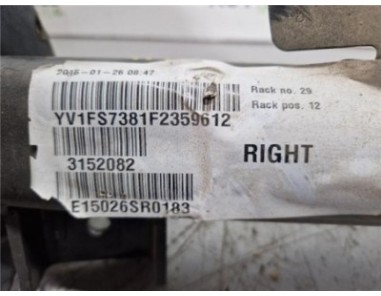 2015-01-26 08:47
Rack no. 29
Rack pos. 12
YV1FS7381F2359612
3152082
RIGHT
E15026SR0183